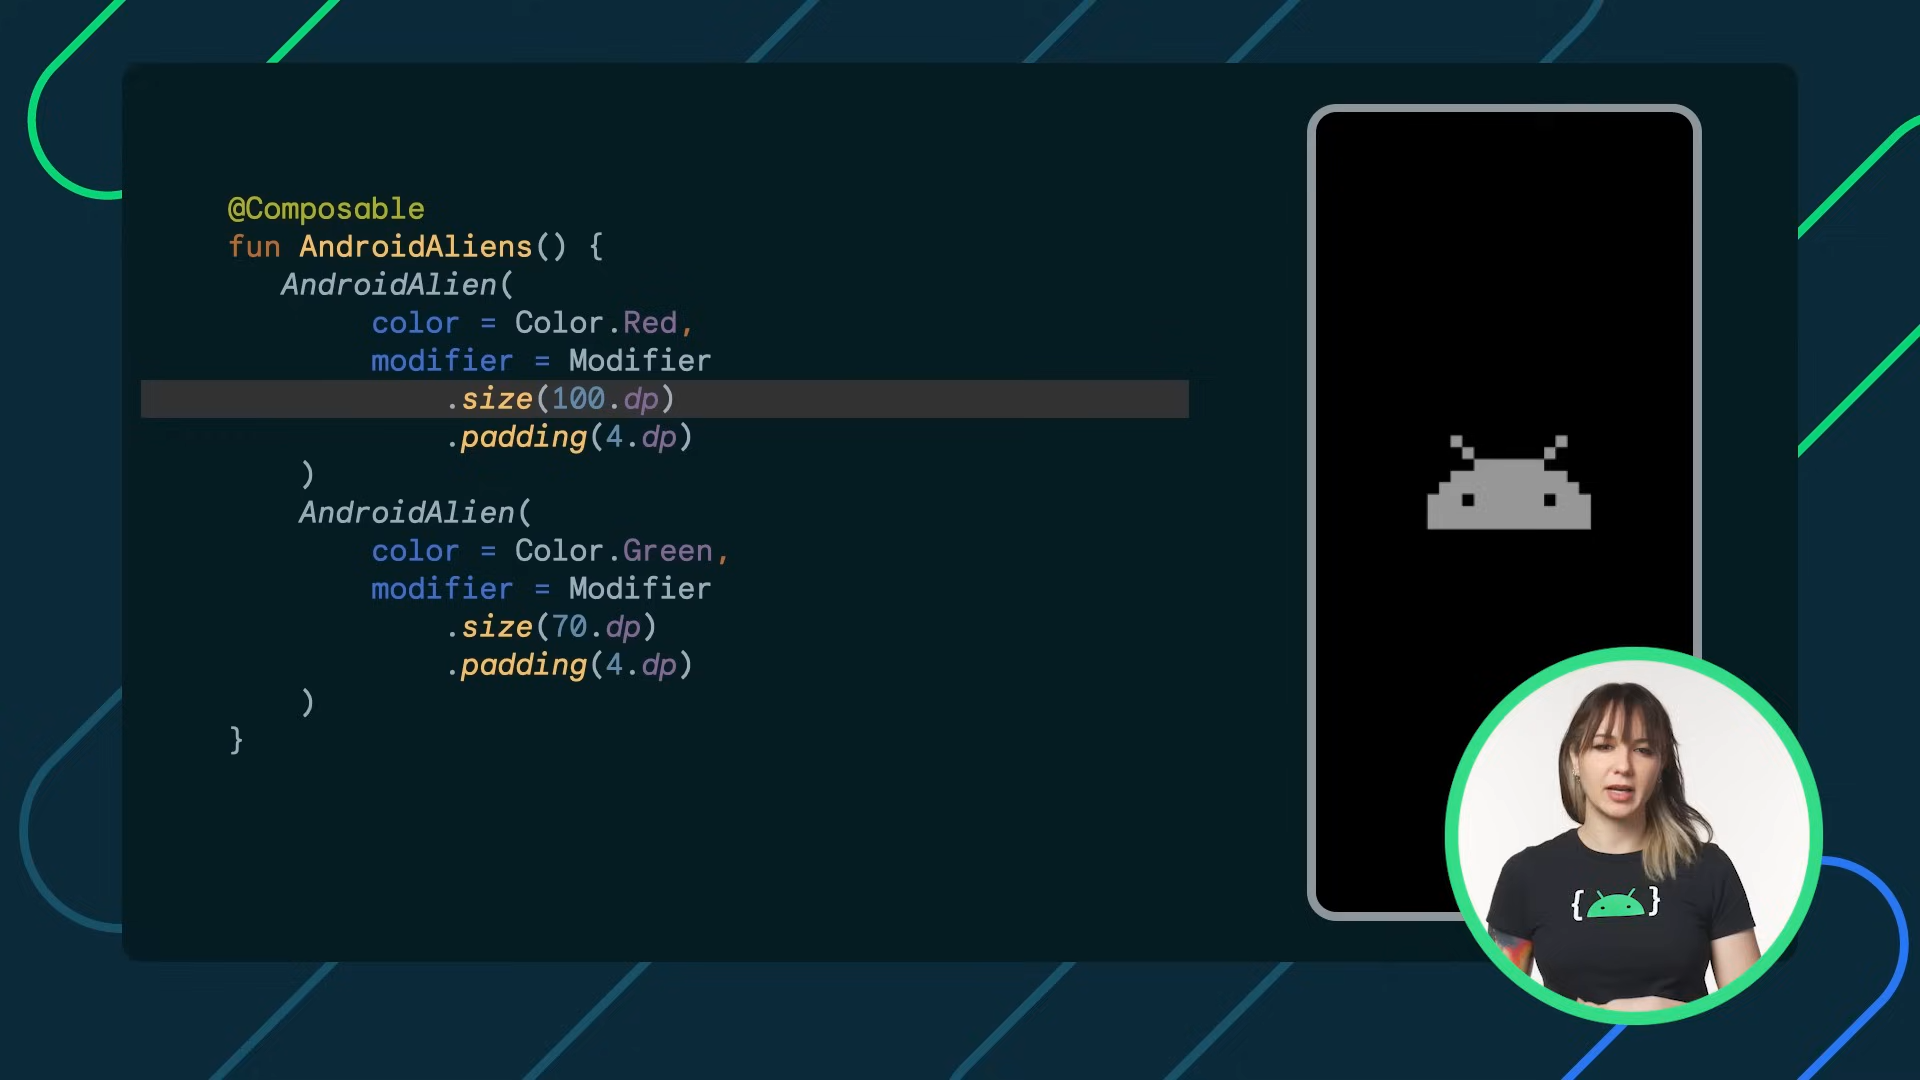 @Composable
fun AndroidAliens() {
AndroidAlien(
color = Color.Red,
modifier = Modifier
.size(100.dp)
.padding(4.dp)
)
AndroidAlien(
color = Color.Green,
modifier = Modifier
.size(70.dp)
.padding(4.dp)
)
}
{ }